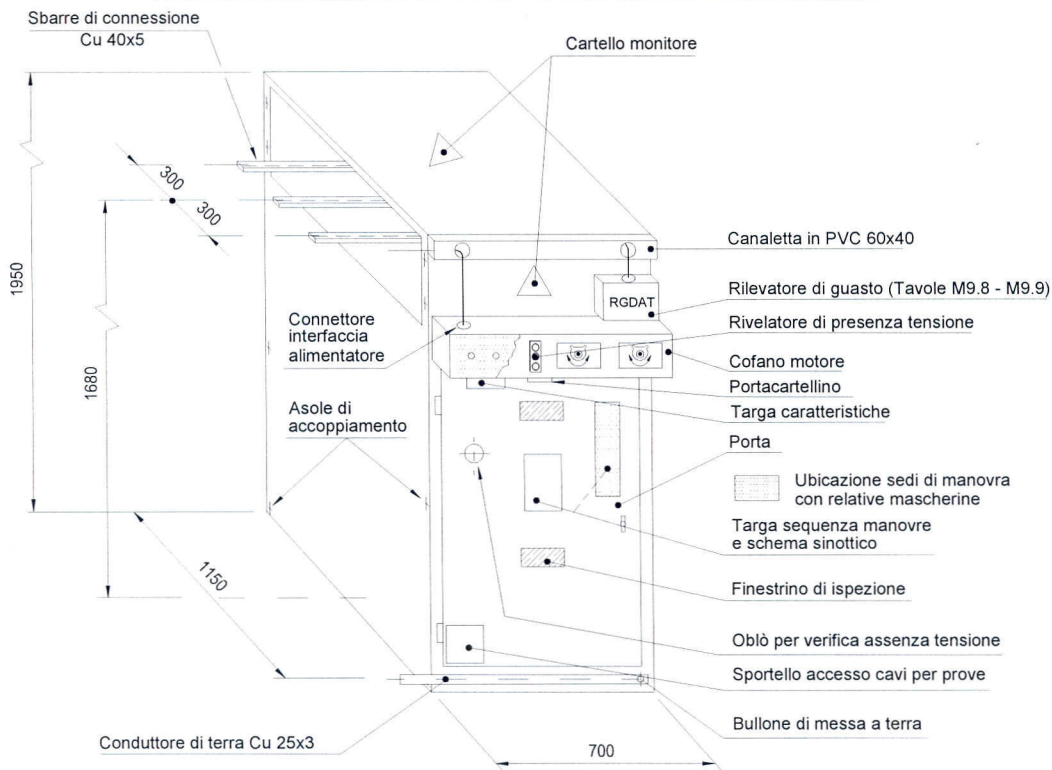 Sbarre di connessione
Cu 40x5
Cartello monitore
1950
300
300
1680
Canaletta in PVC 60x40
RGDAT
Rilevatore di guasto (Tavole M9.8 - M9.9)
Connettore
interfaccia
alimentatore
Rivelatore di presenza tensione
Cofano motore
Portacartellino
Targa caratteristiche
Asole di
accoppiamento
Porta
Ubicazione sedi di manovra
con relative mascherine
Targa sequenza manovre
e schema sinottico
1150
Finestrino di ispezione
Oblò per verifica assenza tensione
Sportello accesso cavi per prove
Bullone di messa a terra
Conduttore di terra Cu 25x3
700